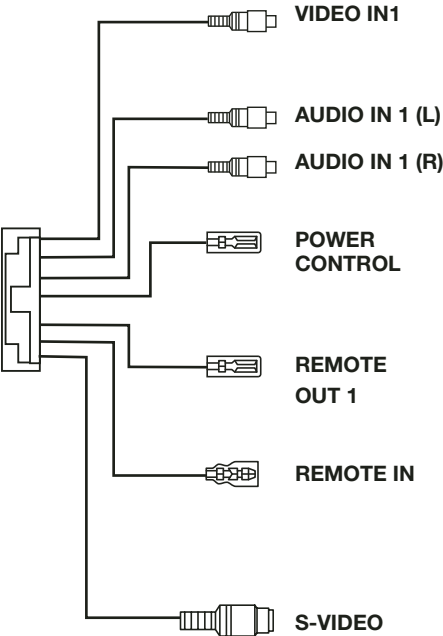 VIDEO IN1
AUDIO IN 1 (L)
AUDIO IN 1 (R)
POWER
CONTROL
REMOTE
OUT 1
REMOTE IN
S-VIDEO